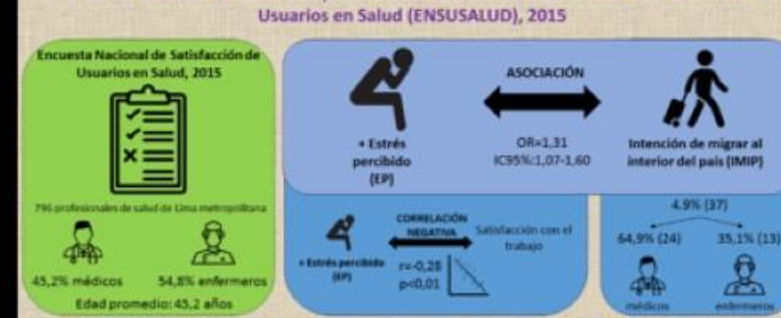 Usuarios en Salud (ENSUSALUD), 2015
Encuesta Nacional de Satisfacción de
Usuarios en Salud, 2015
796 profesionales de salud de Lima metropolitana
45,2% médicos
54,8% enfermeros
Edad promedio: 45,2 años
+ Estrés
percibido
(EP)
ASOCIACIÓN
OR=1,31
IC95%:1,07-1,60
Intención de migrar al
interior del país (IMIP)
+ Estrés percibido
(EP)
CORRELACIÓN
NEGATIVA
r=-0,28
p<0,01
Satisfacción con el
trabajo
4.9% (37)
64,9% (24)
35,1% (13)
médicos
enfermeros